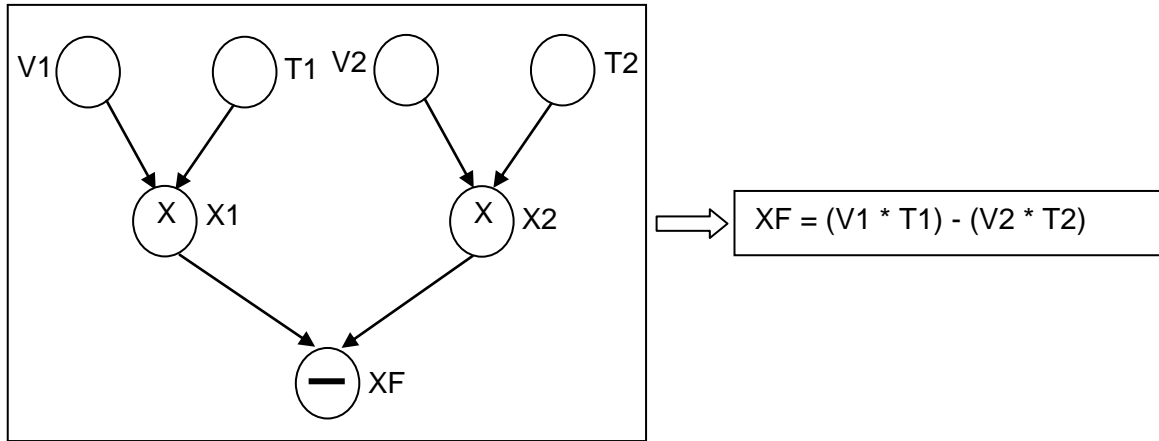 V1 T1 V2 T2
X X1 X X2
XF = (V1 * T1) - (V2 * T2)
— XF